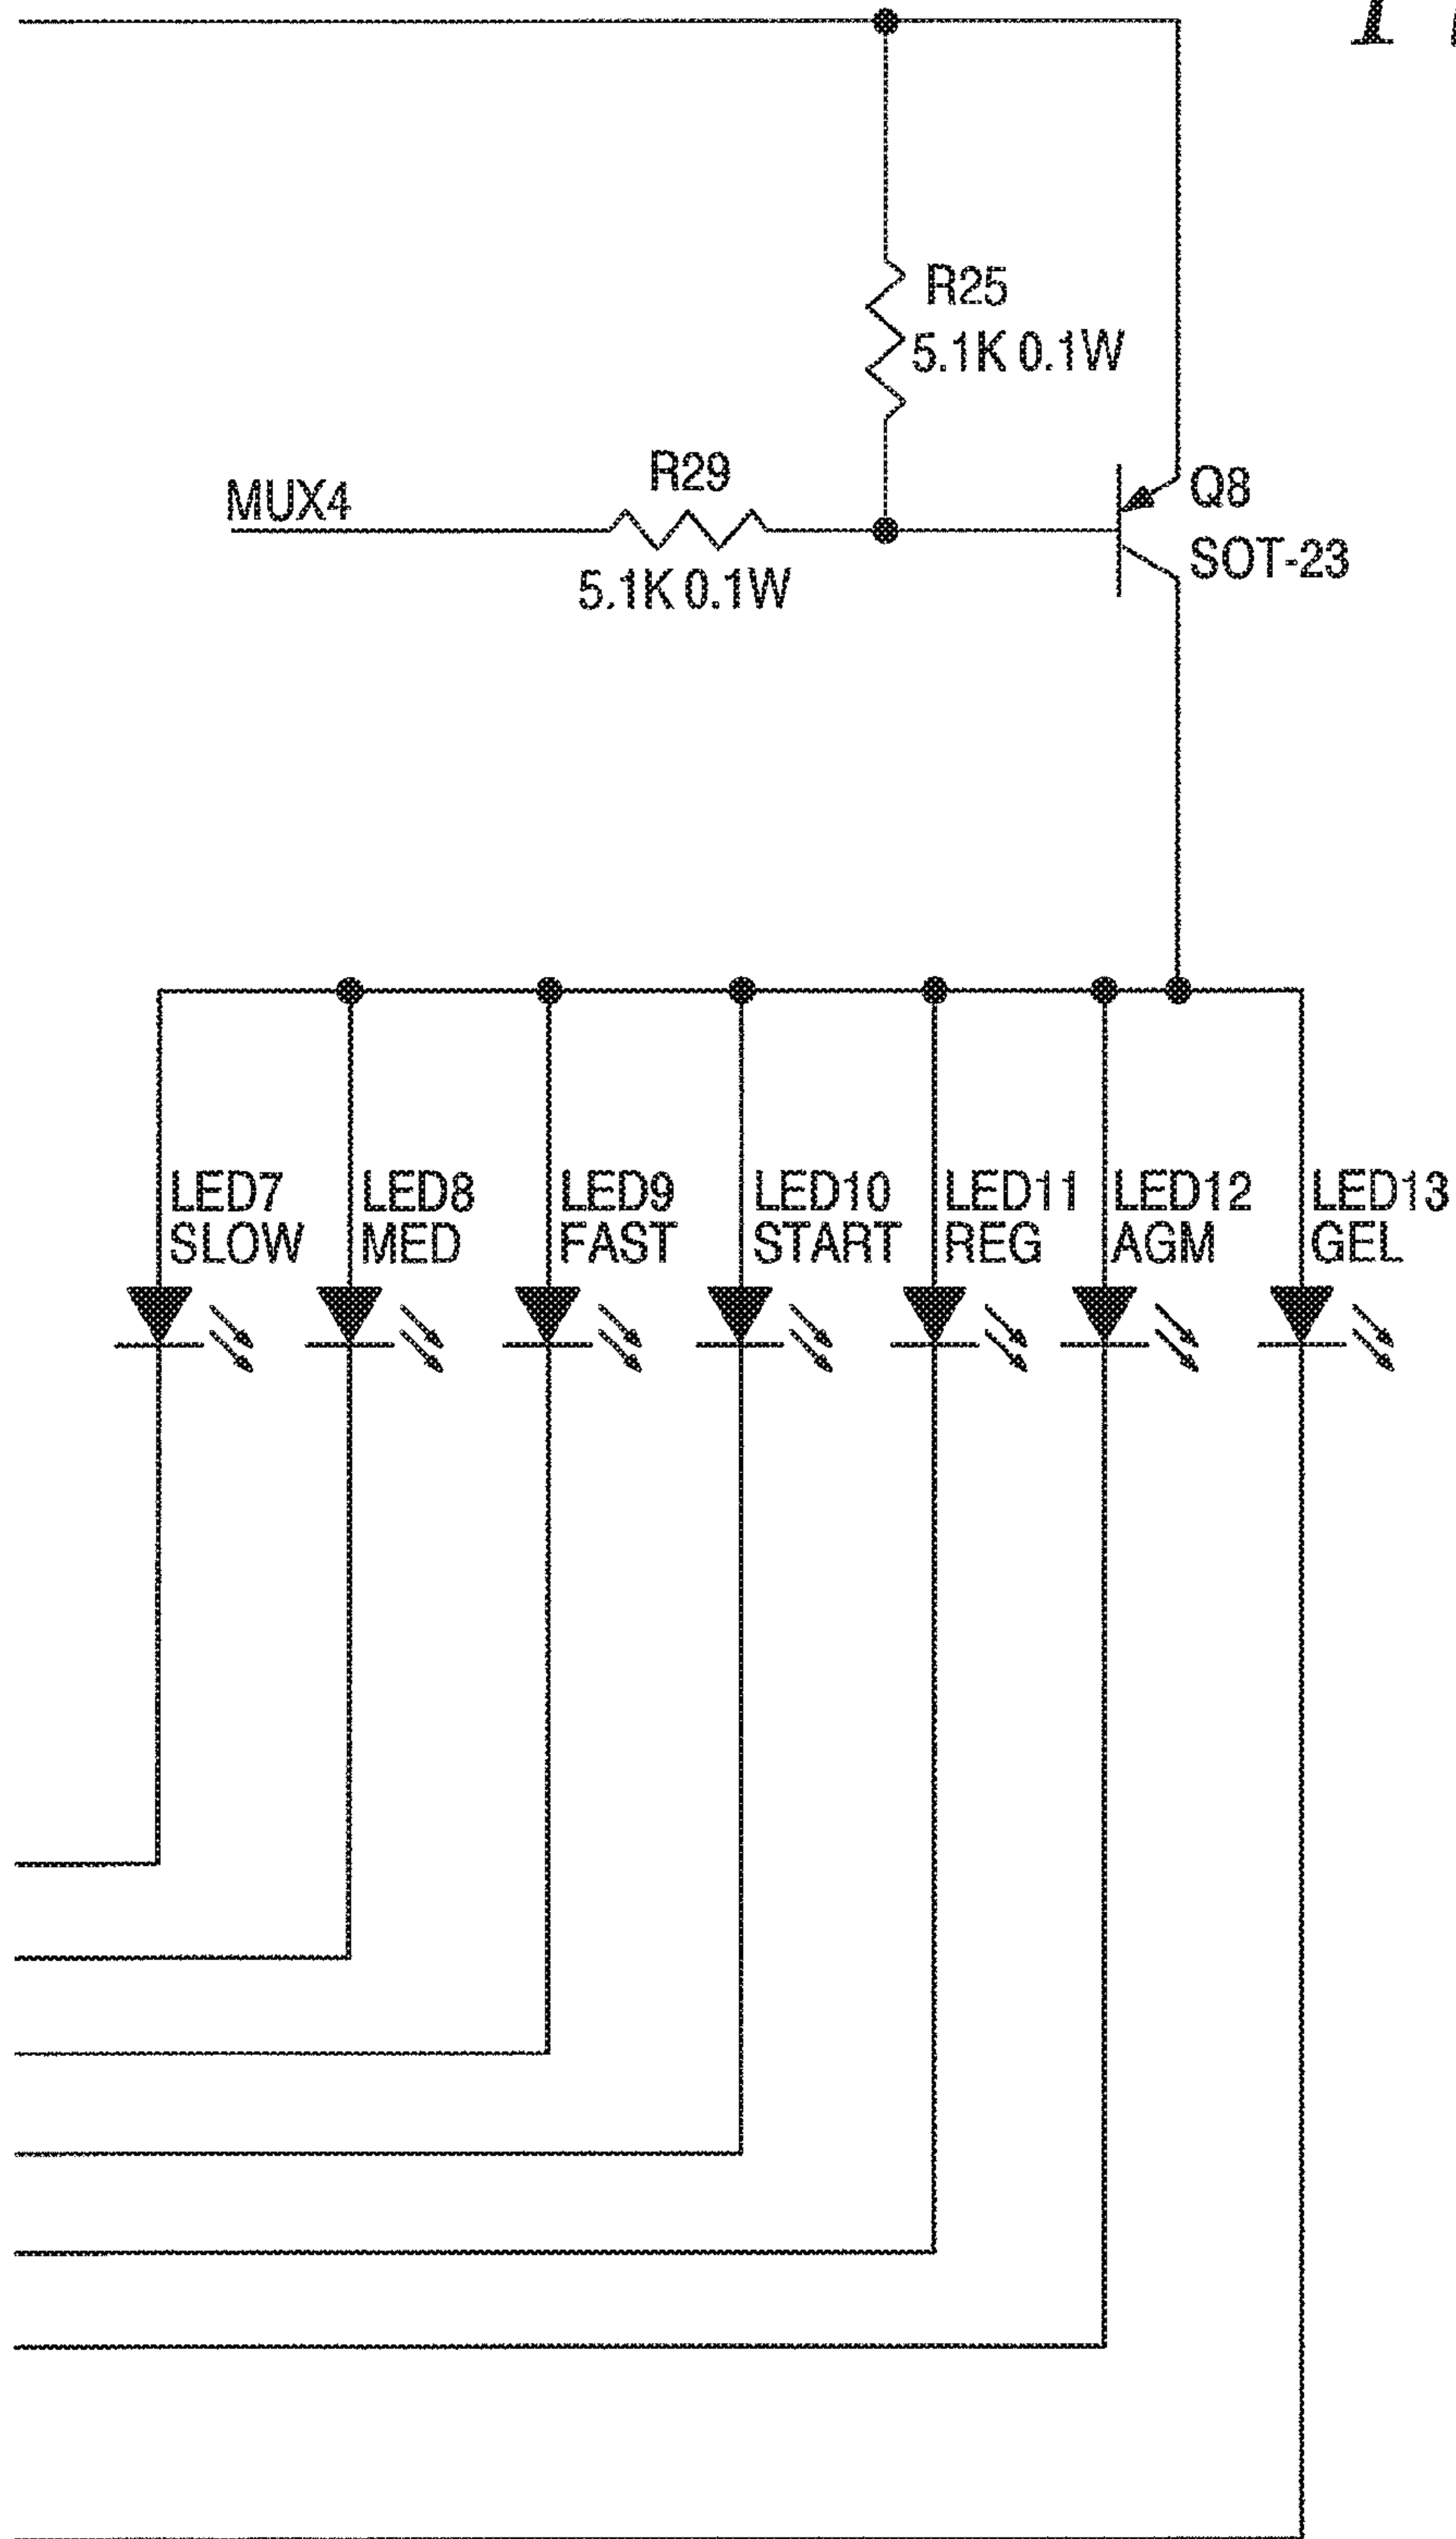 R25
5.1K 0.1W
R29
MUX4
5.1K 0.1W
Q8
SOT-23
LED7
SLOW
LED8
MED
LED9
FAST
LED10
START
LED11
REG
LED12
AGM
LED13
GEL